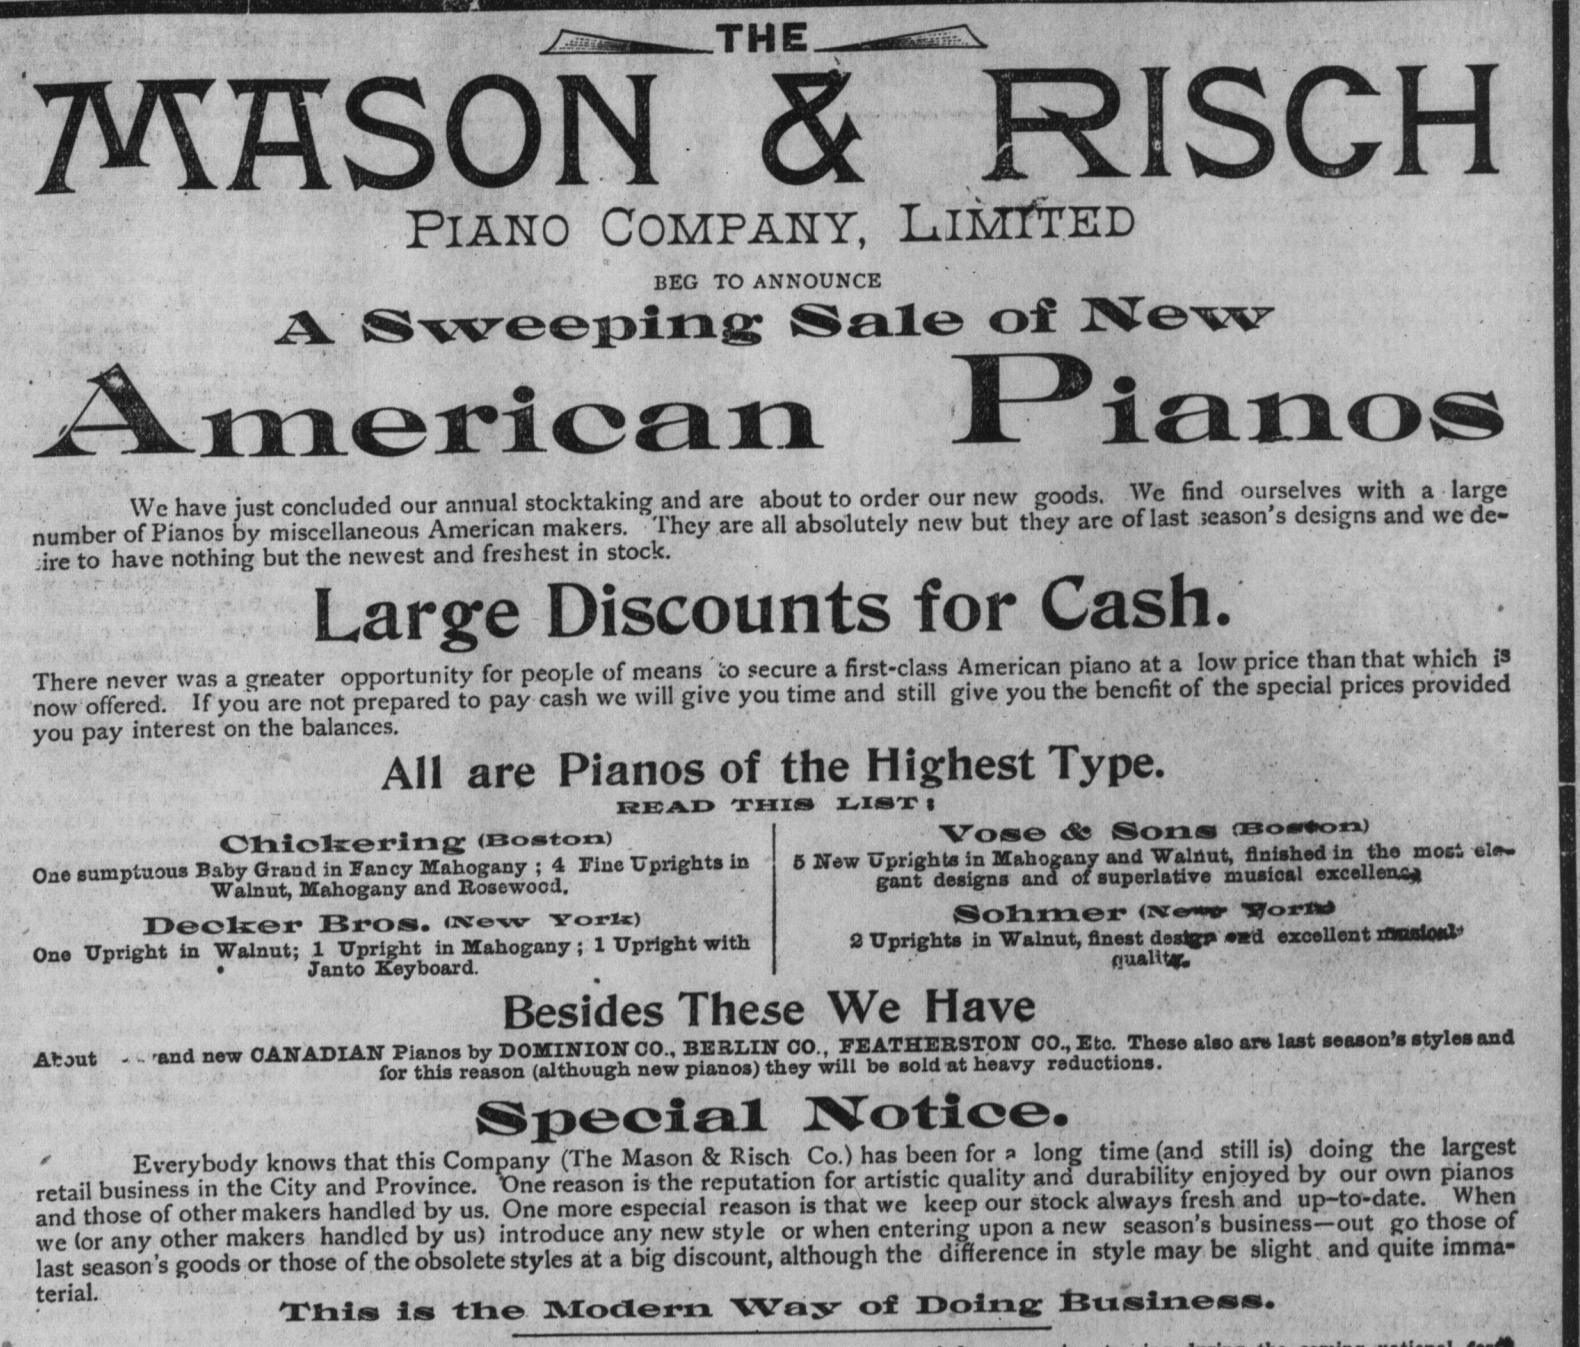 THE
MASON & RISCH
PIANO COMPANY, LIMITED
BEG TO ANNOUNCE
A Sweeping Sale of New
American Pianos
We have just concluded our annual stocktaking and are about to order our new goods. We find ourselves with a large
number of Pianos by miscellaneous American makers. They are all absolutely new but they are of last season's designs and we de-
sire to have nothing but the newest and freshest in stock.
Large Discounts for Cash.
There never was a greater opportunity for people of means to secure a first-class American piano at a low price than that which is
now offered. If you are not prepared to pay cash we will give you time and still give you the benefit of the special prices provided
you pay interest on the balances.
All are Pianos of the Highest Type.
READ THIS LIST:
Chickering (Boston)
One sumptuous Baby Grand in Fancy Mahogany ; 4 Fine Uprights in
Walnut, Mahogany and Rosewood.
Decker Bros. (New York)
One Upright in Walnut; 1 Upright in Mahogany ; 1 Upright with
Janto Keyboard.
Vose & Sons (Boston)
5 New Uprights in Mahogany and Walnut, finished in the most ele-
gant designs and of superlative musical excellence
Sohmer (New York)
2 Uprights in Walnut, finest design and excellent musical
quality.
Besides These We Have
About and new CANADIAN Pianos by DOMINION CO., BERLIN CO., FEATHERSTON CO., Etc. These also are last season's styles and
for this reason (although new pianos) they will be sold at heavy reductions.
Special Notice.
Everybody knows that this Company (The Mason & Risch Co.) has been for a long time (and still is) doing the largest
retail business in the City and Province. One reason is the reputation for artistic quality and durability enjoyed by our own pianos
and those of other makers handled by us. One more especial reason is that we keep our stock always fresh and up-to-date. When
we (or any other makers handled by us) introduce any new style or when entering upon a new season's business—out go those of
last season's goods or those of the obsolete styles at a big discount, although the difference in style may be slight and quite imma-
terial.
This is the Modern Way of Doing Business.